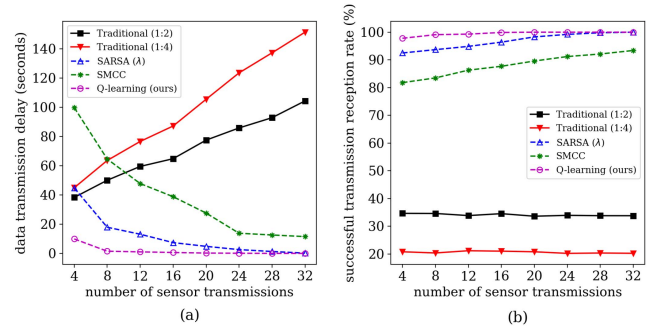 data transmission delay (seconds)
140
120
100
80
60
40
20
0
Traditional (1:2)
Traditional (1:4)
SARSA (λ)
SMCC
Q-learning (ours)
4 8 12 16 20 24 28 32
number of sensor transmissions
(a)
successful transmission reception rate (%)
100
90
80
70
60
50
40
30
20
Traditional (1:2)
Traditional (1:4)
SARSA (λ)
SMCC
Q-learning (ours)
4 8 12 16 20 24 28 32
number of sensor transmissions
(b)